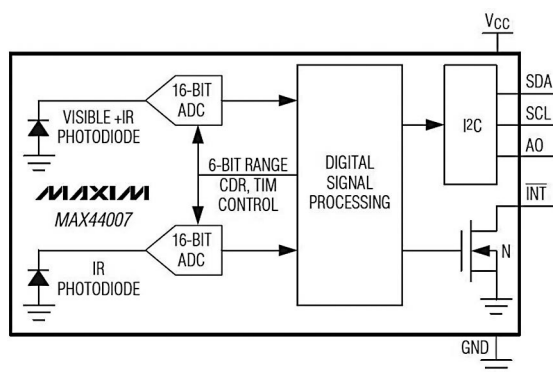 VCC
SDA
SCL
AO
INT
GND
VISIBLE +IR
PHOTODIODE
16-BIT
ADC
6-BIT RANGE
CDR, TIM
CONTROL
DIGITAL
SIGNAL
PROCESSING
I2C
MAXIM
MAX44007
IR
PHOTODIODE
16-BIT
ADC
N